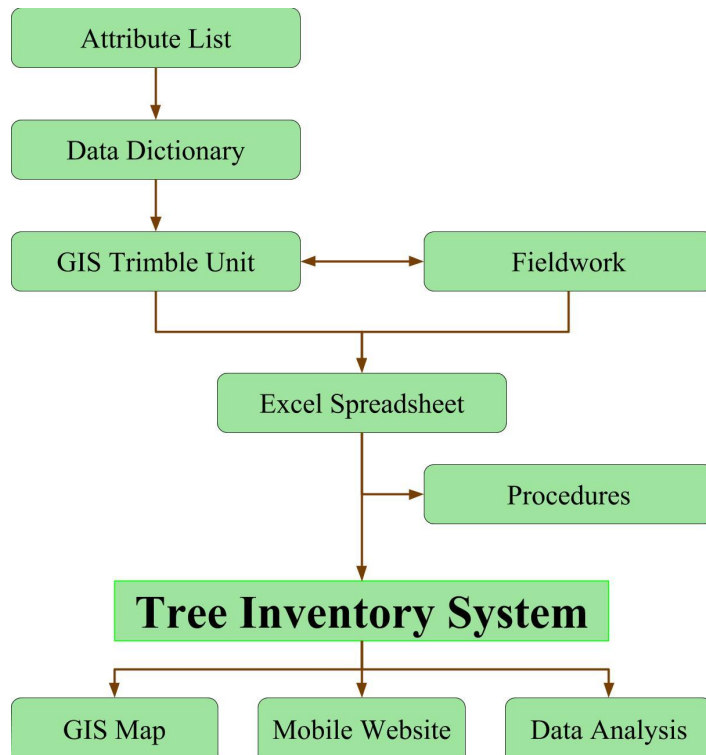 Attribute List
Data Dictionary
GIS Trimble Unit
Fieldwork
Excel Spreadsheet
Procedures
Tree Inventory System
GIS Map
Mobile Website
Data Analysis